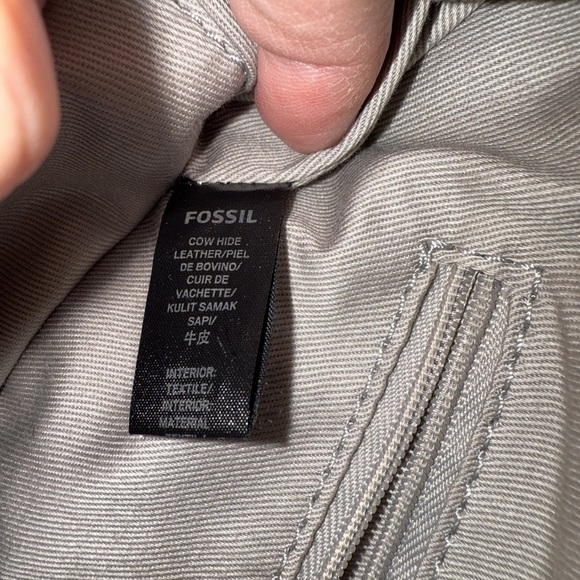 FOSSIL
COW HIDE
LEATHER/PIEL
DE BOVINO/
CUIR DE
VACHETTE/
KULIT SAMAK
SAPI/
牛皮
INTERIOR:
TEXTILE/
INTERIOR
MATERIAL